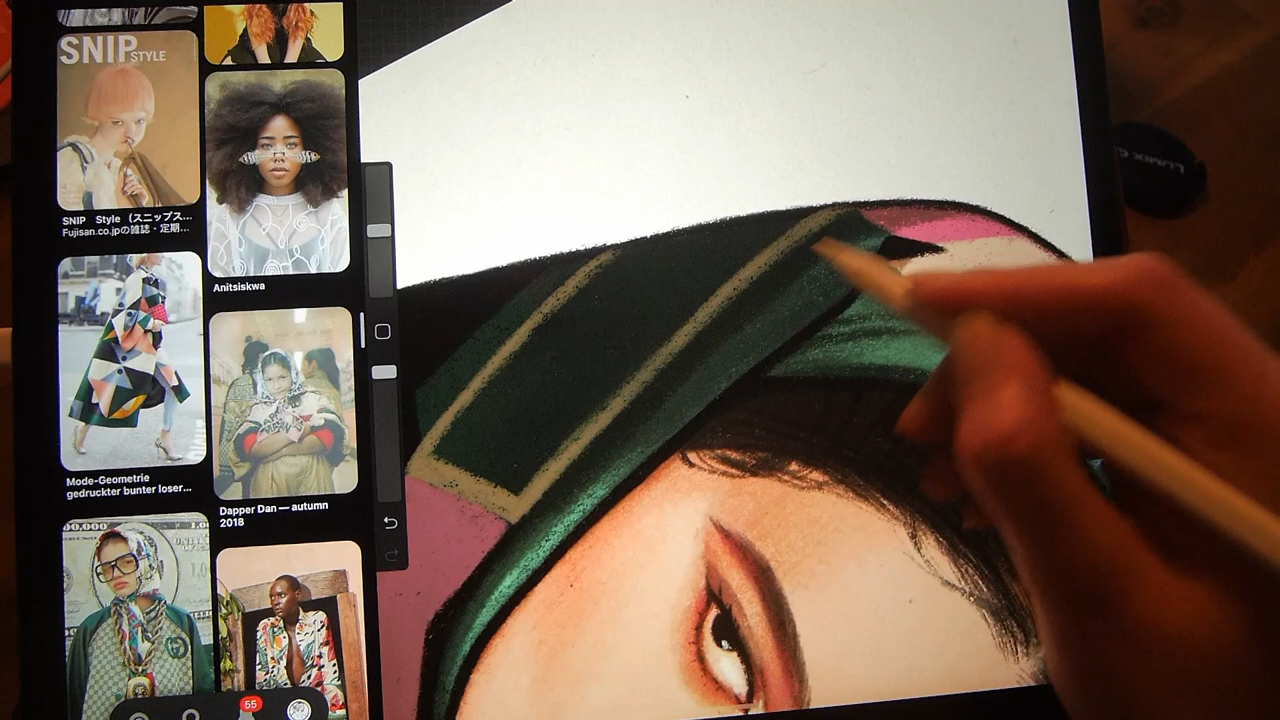 SNIP
STYLE
SNIP Style (スニップス...
Fujisan.co.jpの雑誌・定期...
Anitsiskwa
Mode-Geometrie
gedruckter bunter loser...
Dapper Dan — autumn
2018
55
LUMIX